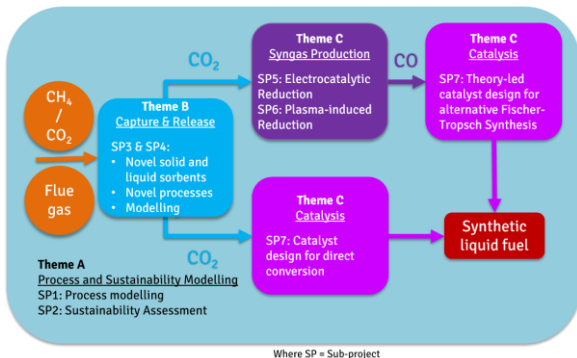 CH4
/
CO2
Flue
gas
Theme B
Capture & Release
SP3 & SP4:
• Novel solid and
liquid sorbents
• Novel processes
• Modelling
CO2
CO2
Theme C
Syngas Production
SP5: Electrocatalytic
Reduction
SP6: Plasma-induced
Reduction
CO
Theme C
Catalysis
SP7: Theory-led
catalyst design for
alternative Fischer-
Tropsch Synthesis
Theme C
Catalysis
SP7: Catalyst
design for direct
conversion
Synthetic
liquid fuel
Theme A
Process and Sustainability Modelling
SP1: Process modelling
SP2: Sustainability Assessment
Where SP = Sub-project